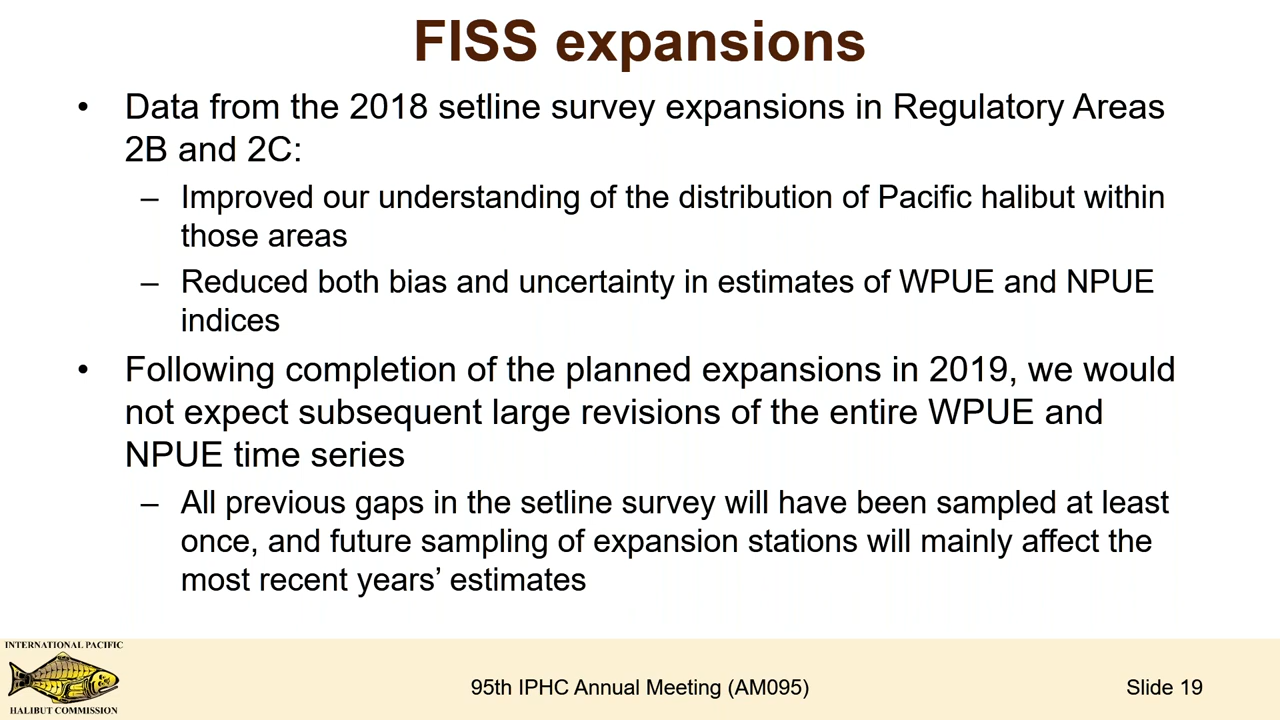 FISS expansions
• Data from the 2018 setline survey expansions in Regulatory Areas
2B and 2C:
– Improved our understanding of the distribution of Pacific halibut within
those areas
– Reduced both bias and uncertainty in estimates of WPUE and NPUE
indices
• Following completion of the planned expansions in 2019, we would
not expect subsequent large revisions of the entire WPUE and
NPUE time series
– All previous gaps in the setline survey will have been sampled at least
once, and future sampling of expansion stations will mainly affect the
most recent years’ estimates
INTERNATIONAL PACIFIC
HALIBUT COMMISSION
95th IPHC Annual Meeting (AM095)
Slide 19